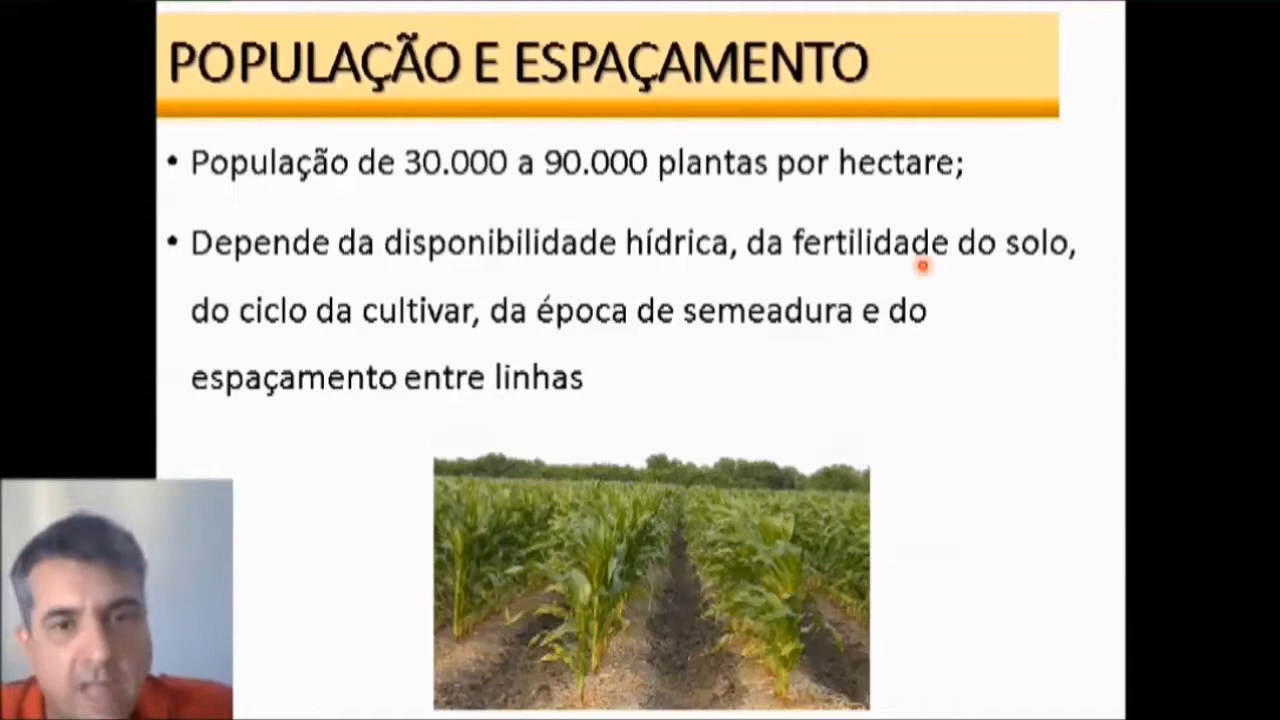 POPULAÇÃO E ESPAÇAMENTO
• População de 30.000 a 90.000 plantas por hectare;
• Depende da disponibilidade hídrica, da fertilidade do solo,
do ciclo da cultivar, da época de semeadura e do
espaçamento entre linhas